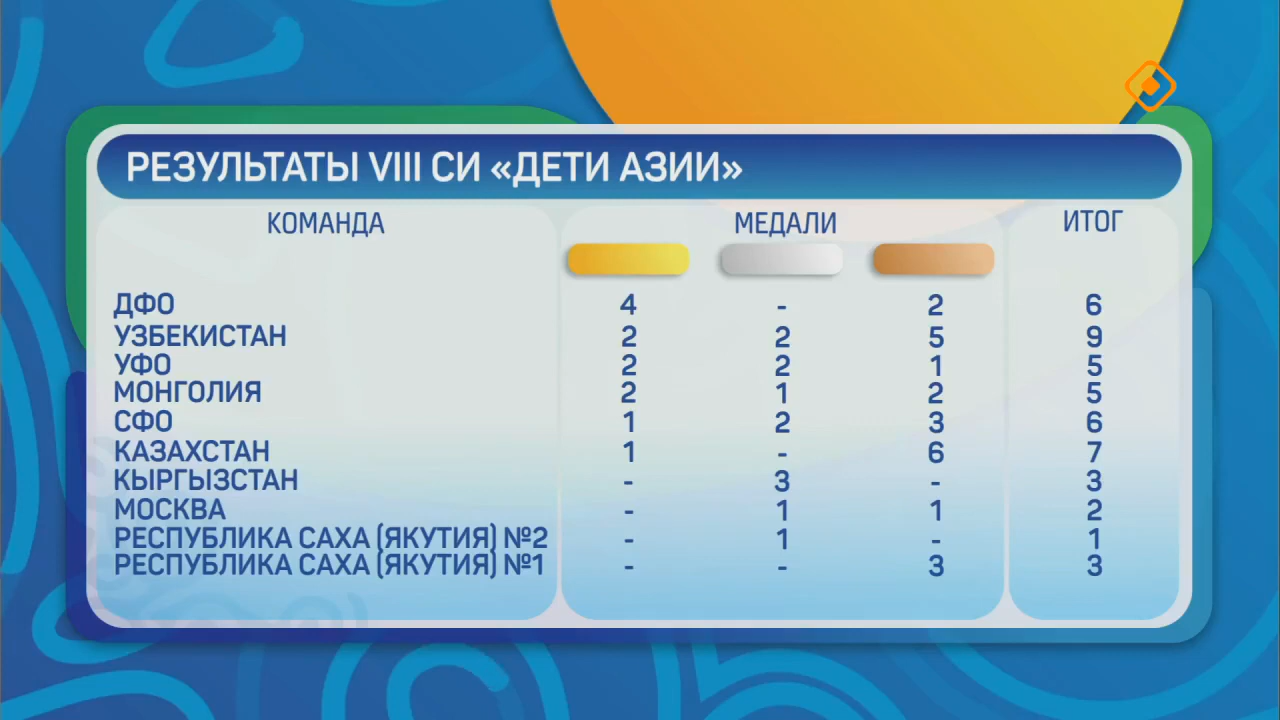 РЕЗУЛЬТАТЫ VIII СИ «ДЕТИ АЗИИ»
КОМАНДА МЕДАЛИ ИТОГ
ДФО 4 - 2 6
УЗБЕКИСТАН 2 2 5 9
УФО 2 2 1 5
МОНГОЛИЯ 2 1 2 5
СФО 1 2 3 6
КАЗАХСТАН 1 - 6 7
КЫРГЫЗСТАН - 3 - 3
МОСКВА - 1 1 2
РЕСПУБЛИКА САХА (ЯКУТИЯ) №2 - 1 - 1
РЕСПУБЛИКА САХА (ЯКУТИЯ) №1 - - 3 3